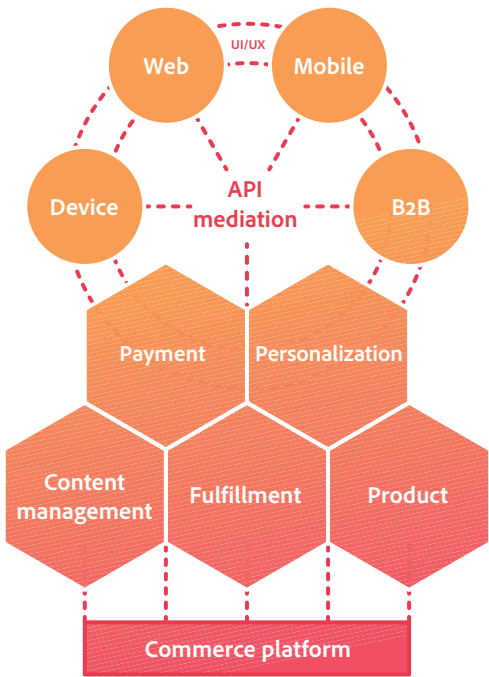 UI/UX
Web
Mobile
API
mediation
Device
B2B
Payment
Personalization
Content
management
Fulfillment
Product
Commerce platform